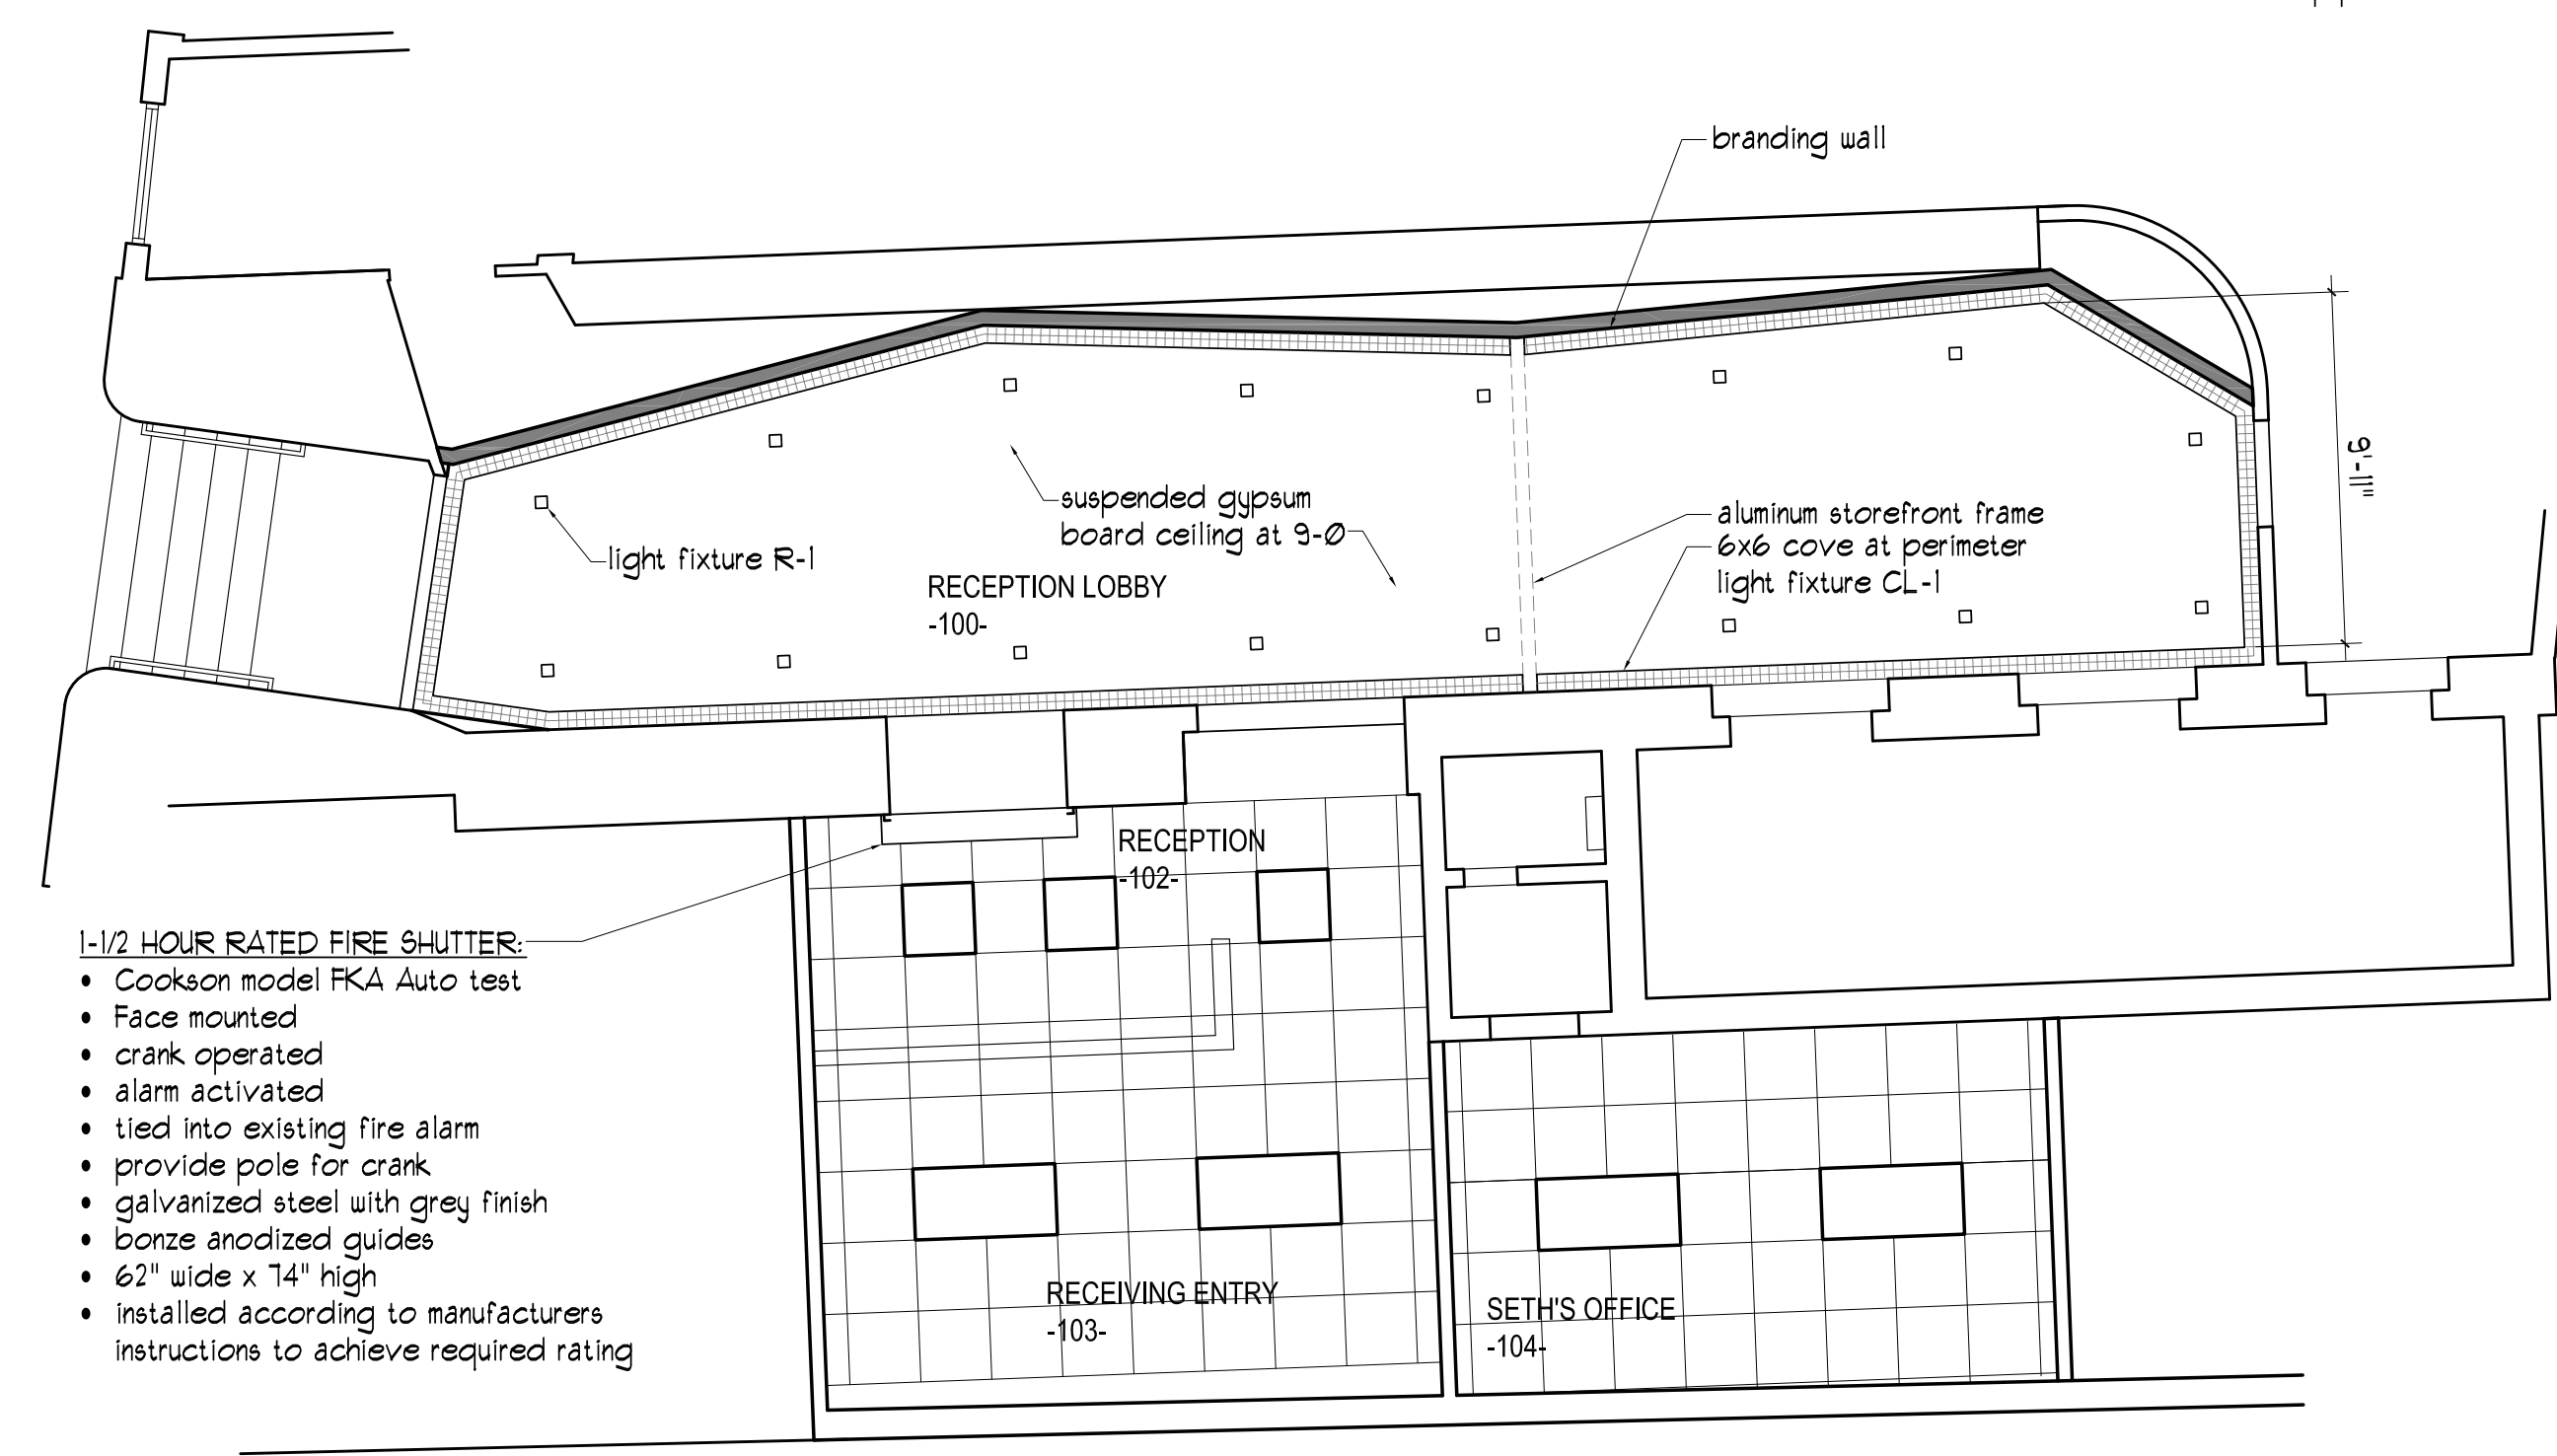 branding wall
9'-11"
suspended gypsum
board ceiling at 9-Ø
aluminum storefront frame
6x6 cove at perimeter
light fixture CL-1
light fixture R-1
RECEPTION LOBBY
-100-
RECEPTION
-102-
1-1/2 HOUR RATED FIRE SHUTTER:
• Cookson model FKA Auto test
• Face mounted
• crank operated
• alarm activated
• tied into existing fire alarm
• provide pole for crank
• galvanized steel with grey finish
• bonze anodized guides
• 62" wide x 74" high
• installed according to manufacturers
instructions to achieve required rating
RECEIVING ENTRY
-103-
SETH'S OFFICE
-104-